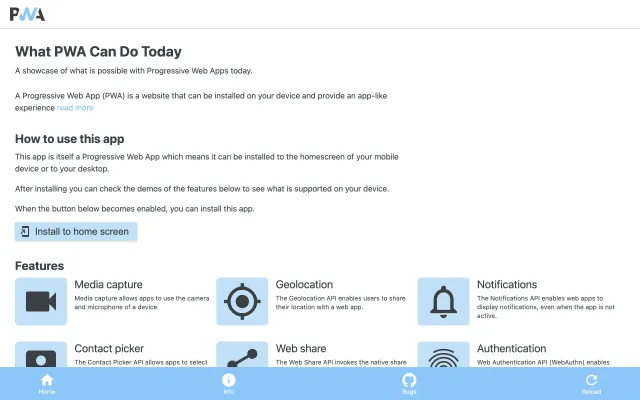 PWA
What PWA Can Do Today
A showcase of what is possible with Progressive Web Apps today.
A Progressive Web App (PWA) is a website that can be installed on your device and provide an app-like
experience read more
How to use this app
This app is itself a Progressive Web App which means it can be installed to the homescreen of your mobile
device or to your desktop.
After installing you can check the demos of the features below to see what is supported on your device.
When the button below becomes enabled, you can install this app.
Install to home screen
Features
Media capture
Media capture allows apps to use the camera
and microphone of a device
Geolocation
The Geolocation API enables users to share
their location with a web app.
Notifications
The Notifications API enables web apps to
display notifications, even when the app is not
active.
Contact picker
The Contact Picker API allows apps to select
Web share
The Web Share API invokes the native share
Authentication
Web Authentication API (WebAuthn) enables
Home
Info
Bugs
Reload